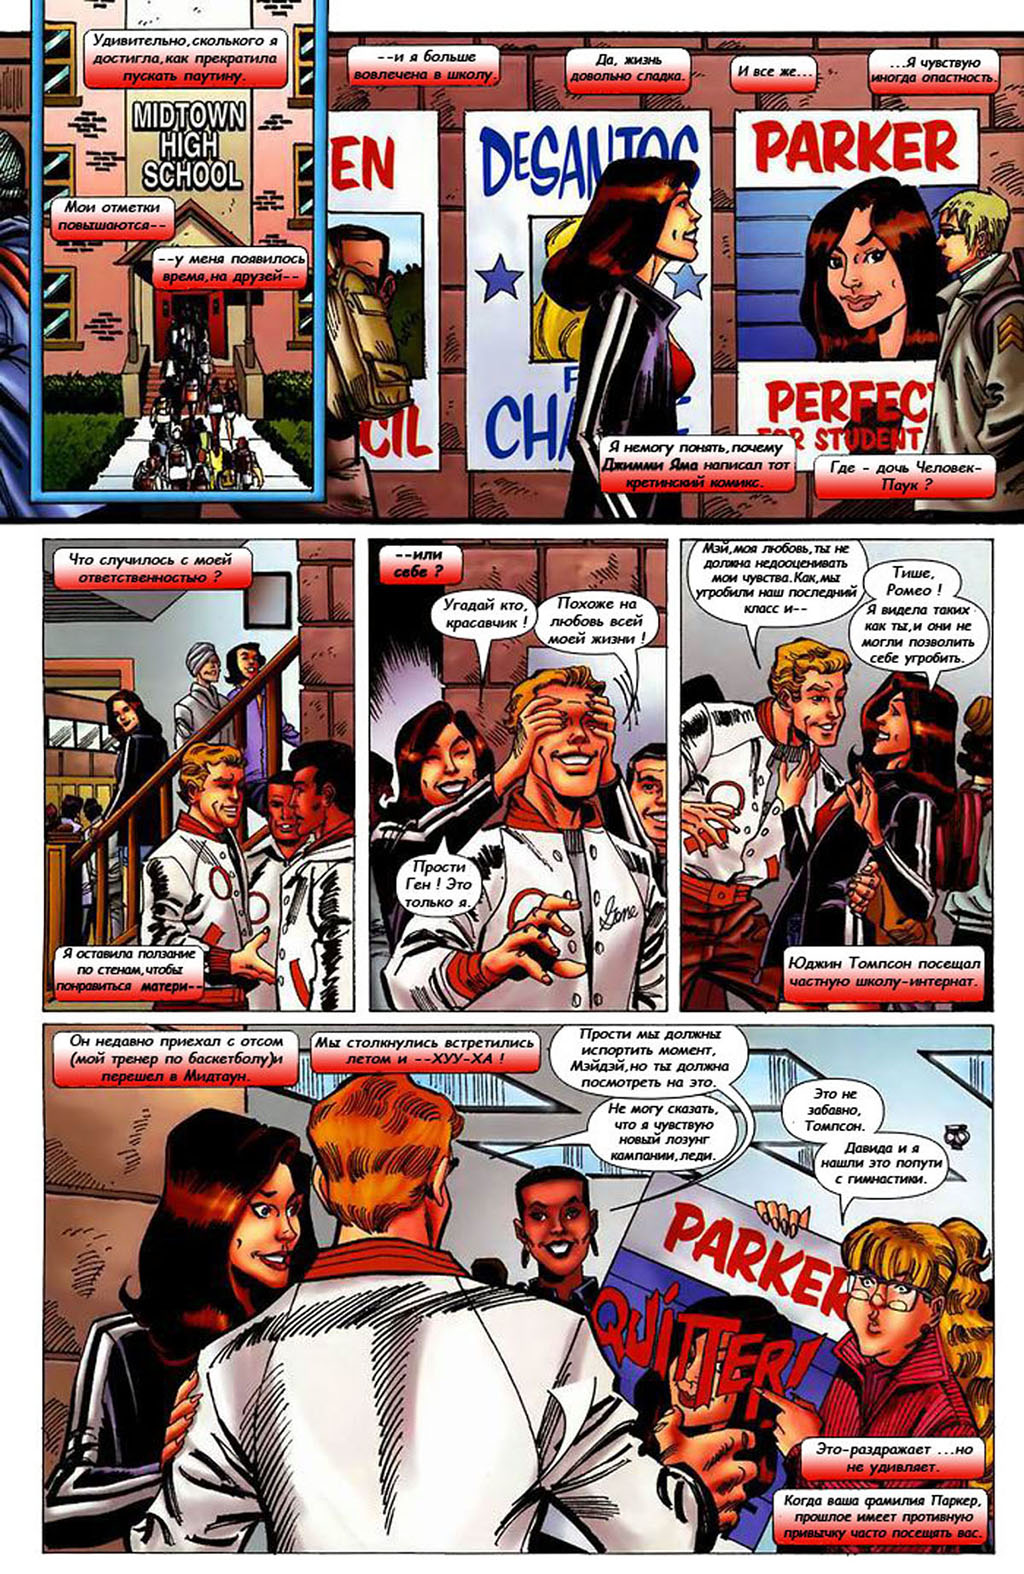 Удивительно,сколького я
достигла,как прекратила
пускать паутину.
MIDTOWN
HIGH
SCHOOL
Мои отметки
повышаются--
--у меня появилось
время,на друзей--
--и я больше
вовлечена в школу.
Да, жизнь
довольно сладка.
И все же...
...Я чувствую
иногда опастность.
EN
CIL
DESANTOS
CHA
PARKER
PERFEC
FOR STUDENT
Я немогу понять,почему
Джимми Яма написал тот
кретинский комикс.
Где - дочь Человек-
Паук ?
Что случилось с моей
ответственностью ?
Я оставила ползание
по стенам,чтобы
понравиться матери--
--или
себе ?
Угадай кто,
красавчик !
Похоже на
любовь всей
моей жизни !
Прости
Ген ! Это
только я.
Gene
Мэй,моя любовь,ты не
должна недооценивать
мои чувства.Как,мы
угробили наш последний
класс и--
Тише,
Ромео !
Я видела таких
как ты,и они не
могли позволить
себе угробить.
Юджин Томпсон посещал
частную школу-интернат.
Он недавно приехал с отсом
(мой тренер по баскетболу)и
перешел в Мидтаун.
Мы столкнулись встретились
летом и --ХУУ-ХА !
Прости мы должны
испортить момент,
Мэйдэй,но ты должна
посмотреть на это.
Не могу сказать,
что я чувствую
новый лозунг
кампании,леди.
Это не
забавно,
Томпсон.
Давида и я
нашли это попути
с гимнастики.
PARKER
QUITTER!
Это-раздражает ...но
не удивляет.
Когда ваша фамилия Паркер,
прошлое имеет противную
привычку часто посещять вас.